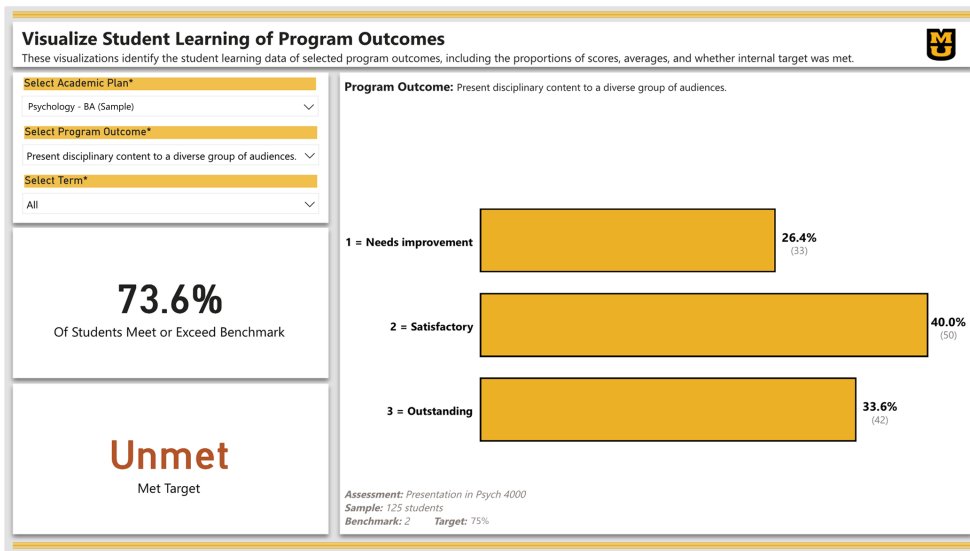 Visualize Student Learning of Program Outcomes
These visualizations identify the student learning data of selected program outcomes, including the proportions of scores, averages, and whether internal target was met.
MU
Select Academic Plan*
Psychology - BA (Sample)
Select Program Outcome*
Present disciplinary content to a diverse group of audiences.
Select Term*
All
73.6%
Of Students Meet or Exceed Benchmark
Unmet
Met Target
Program Outcome: Present disciplinary content to a diverse group of audiences.
1 = Needs improvement
26.4%
(33)
2 = Satisfactory
40.0%
(50)
3 = Outstanding
33.6%
(42)
Assessment: Presentation in Psych 4000
Sample: 125 students
Benchmark: 2 Target: 75%